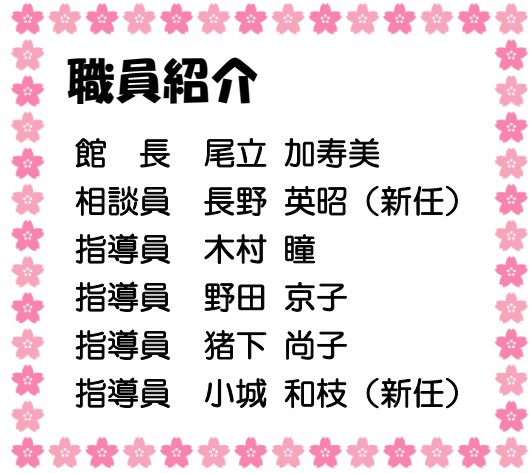 職員紹介
館　長　尾立 加寿美
相談員　長野 英昭（新任）
指導員　木村 瞳
指導員　野田 京子
指導員　猪下 尚子
指導員　小城 和枝（新任）